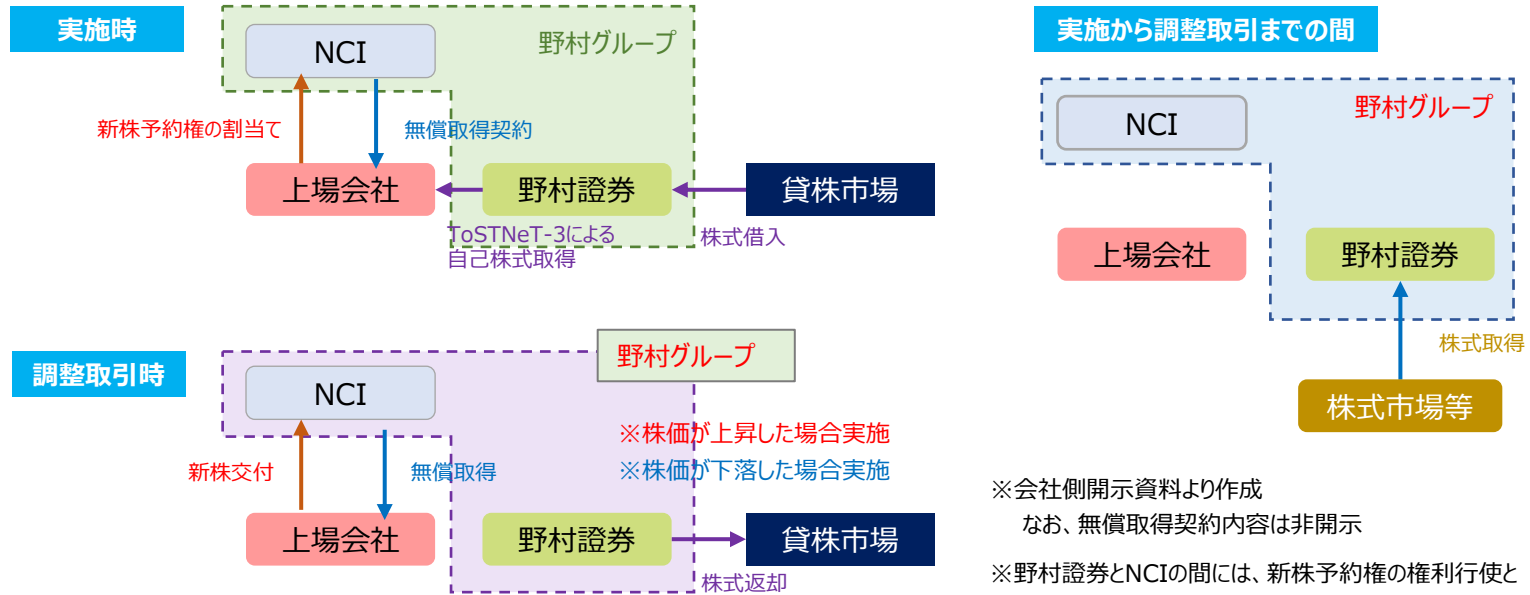 実施時
NCI
野村グループ
新株予約権の割当て
無償取得契約
上場会社
野村證券
貸株市場
ToSTNeT-3による
自己株式取得
株式借入
実施から調整取引までの間
NCI
野村グループ
上場会社
野村證券
株式取得
株式市場等
調整取引時
野村グループ
NCI
※株価が上昇した場合実施
※株価が下落した場合実施
新株交付
無償取得
上場会社
野村證券
貸株市場
株式返却
※会社側開示資料より作成
なお、無償取得契約内容は非開示
※野村證券とNCIの間には、新株予約権の権利行使と